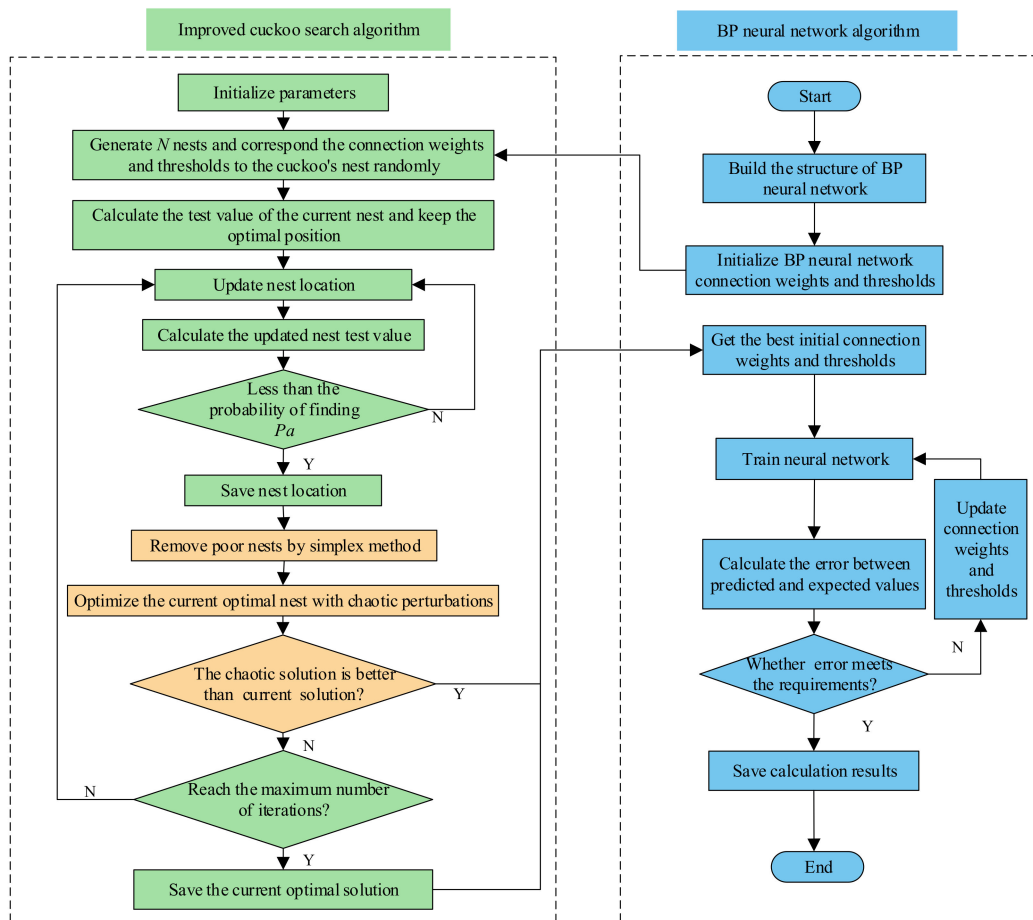 Improved cuckoo search algorithm
Initialize parameters
Generate N nests and correspond the connection weights
and thresholds to the cuckoo's nest randomly
Calculate the test value of the current nest and keep the
optimal position
Update nest location
Calculate the updated nest test value
Less than the
probability of finding
Pa
N
Y
Save nest location
Remove poor nests by simplex method
Optimize the current optimal nest with chaotic perturbations
The chaotic solution is better
than current solution?
Y
N
Reach the maximum number
of iterations?
N
Y
Save the current optimal solution
BP neural network algorithm
Start
Build the structure of BP
neural network
Initialize BP neural network
connection weights and thresholds
Get the best initial connection
weights and thresholds
Train neural network
Update
connection
weights
and
thresholds
Calculate the error between
predicted and expected values
Whether error meets
the requirements?
N
Y
Save calculation results
End